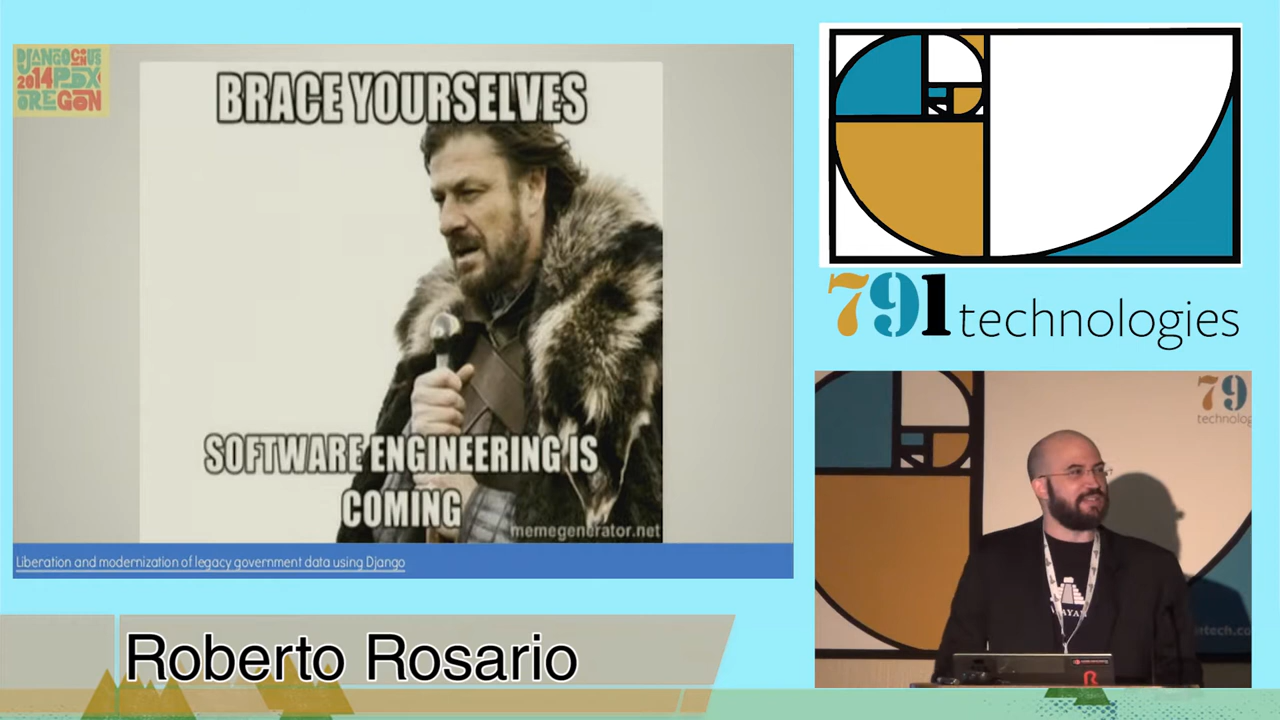 DJANGOCON US
2014 PDX
OREGON
BRACE YOURSELVES
SOFTWARE ENGINEERING IS
COMING
memegenerator.net
Liberation and modernization of legacy government data using Django
791 technologies
79
technolog
Roberto Rosario